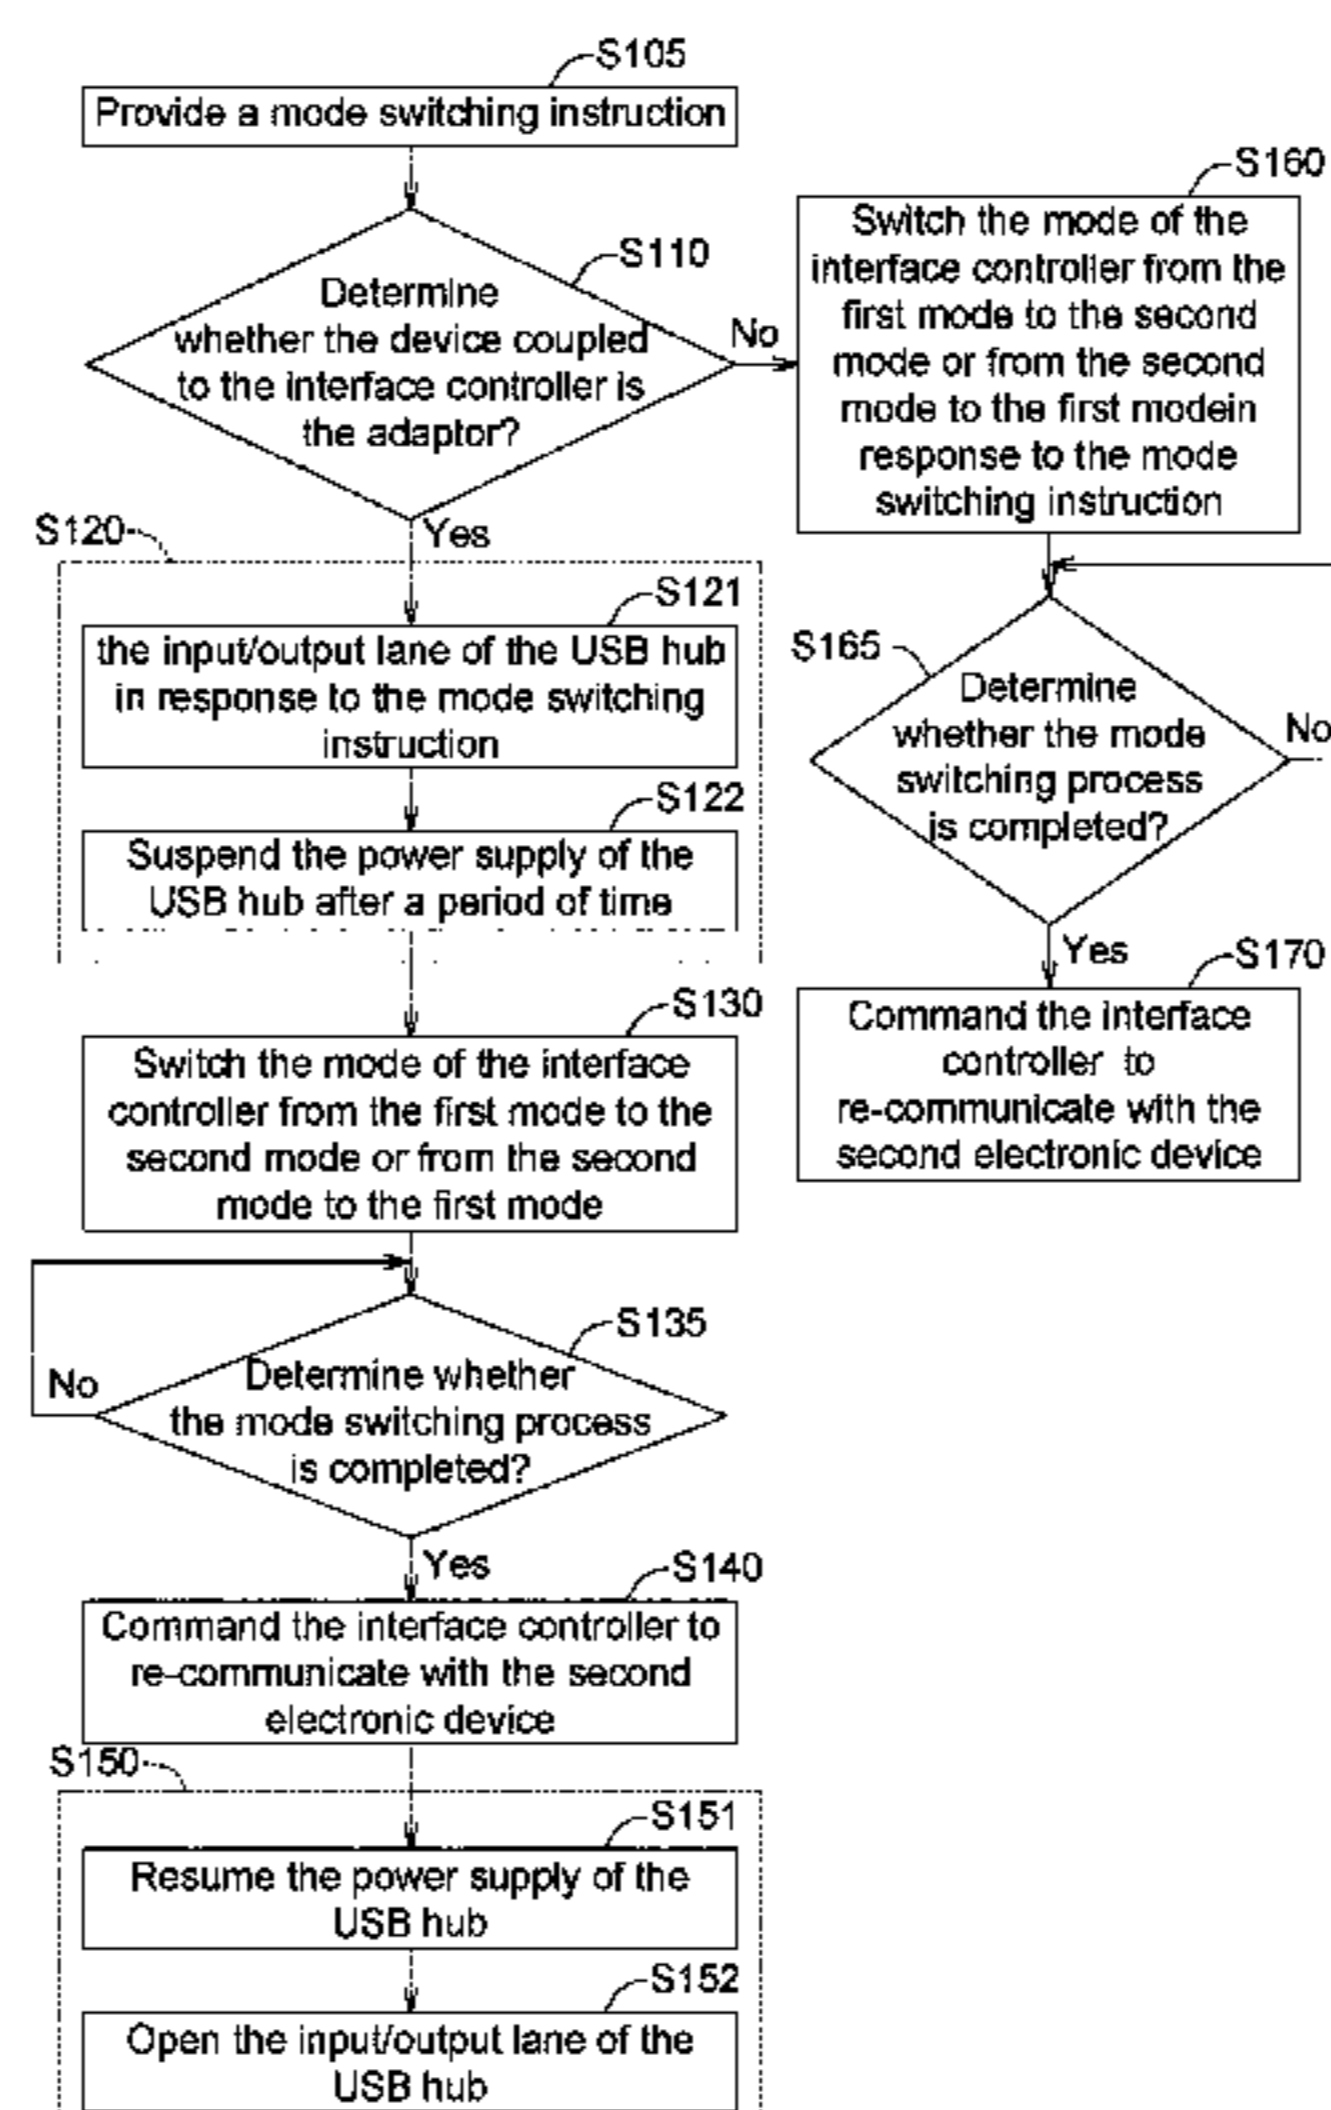 S105
Provide a mode switching instruction
S110
Determine
whether the device coupled
to the interface controller is
the adaptor?
No
Yes
S120
S121
the input/output lane of the USB hub
in response to the mode switching
instruction
S122
Suspend the power supply of the
USB hub after a period of time
S130
Switch the mode of the interface
controller from the first mode to the
second mode or from the second
mode to the first mode
S135
Determine whether
the mode switching process
is completed?
No
Yes
S140
Command the interface controller to
re-communicate with the second
electronic device
S150
S151
Resume the power supply of the
USB hub
S152
Open the input/output lane of the
USB hub
S160
Switch the mode of the
interface controller from the
first mode to the second
mode or from the second
mode to the first modein
response to the mode
switching instruction
S165
Determine
whether the mode
switching process
is completed?
No
Yes
S170
Command the interface
controller to
re-communicate with the
second electronic device